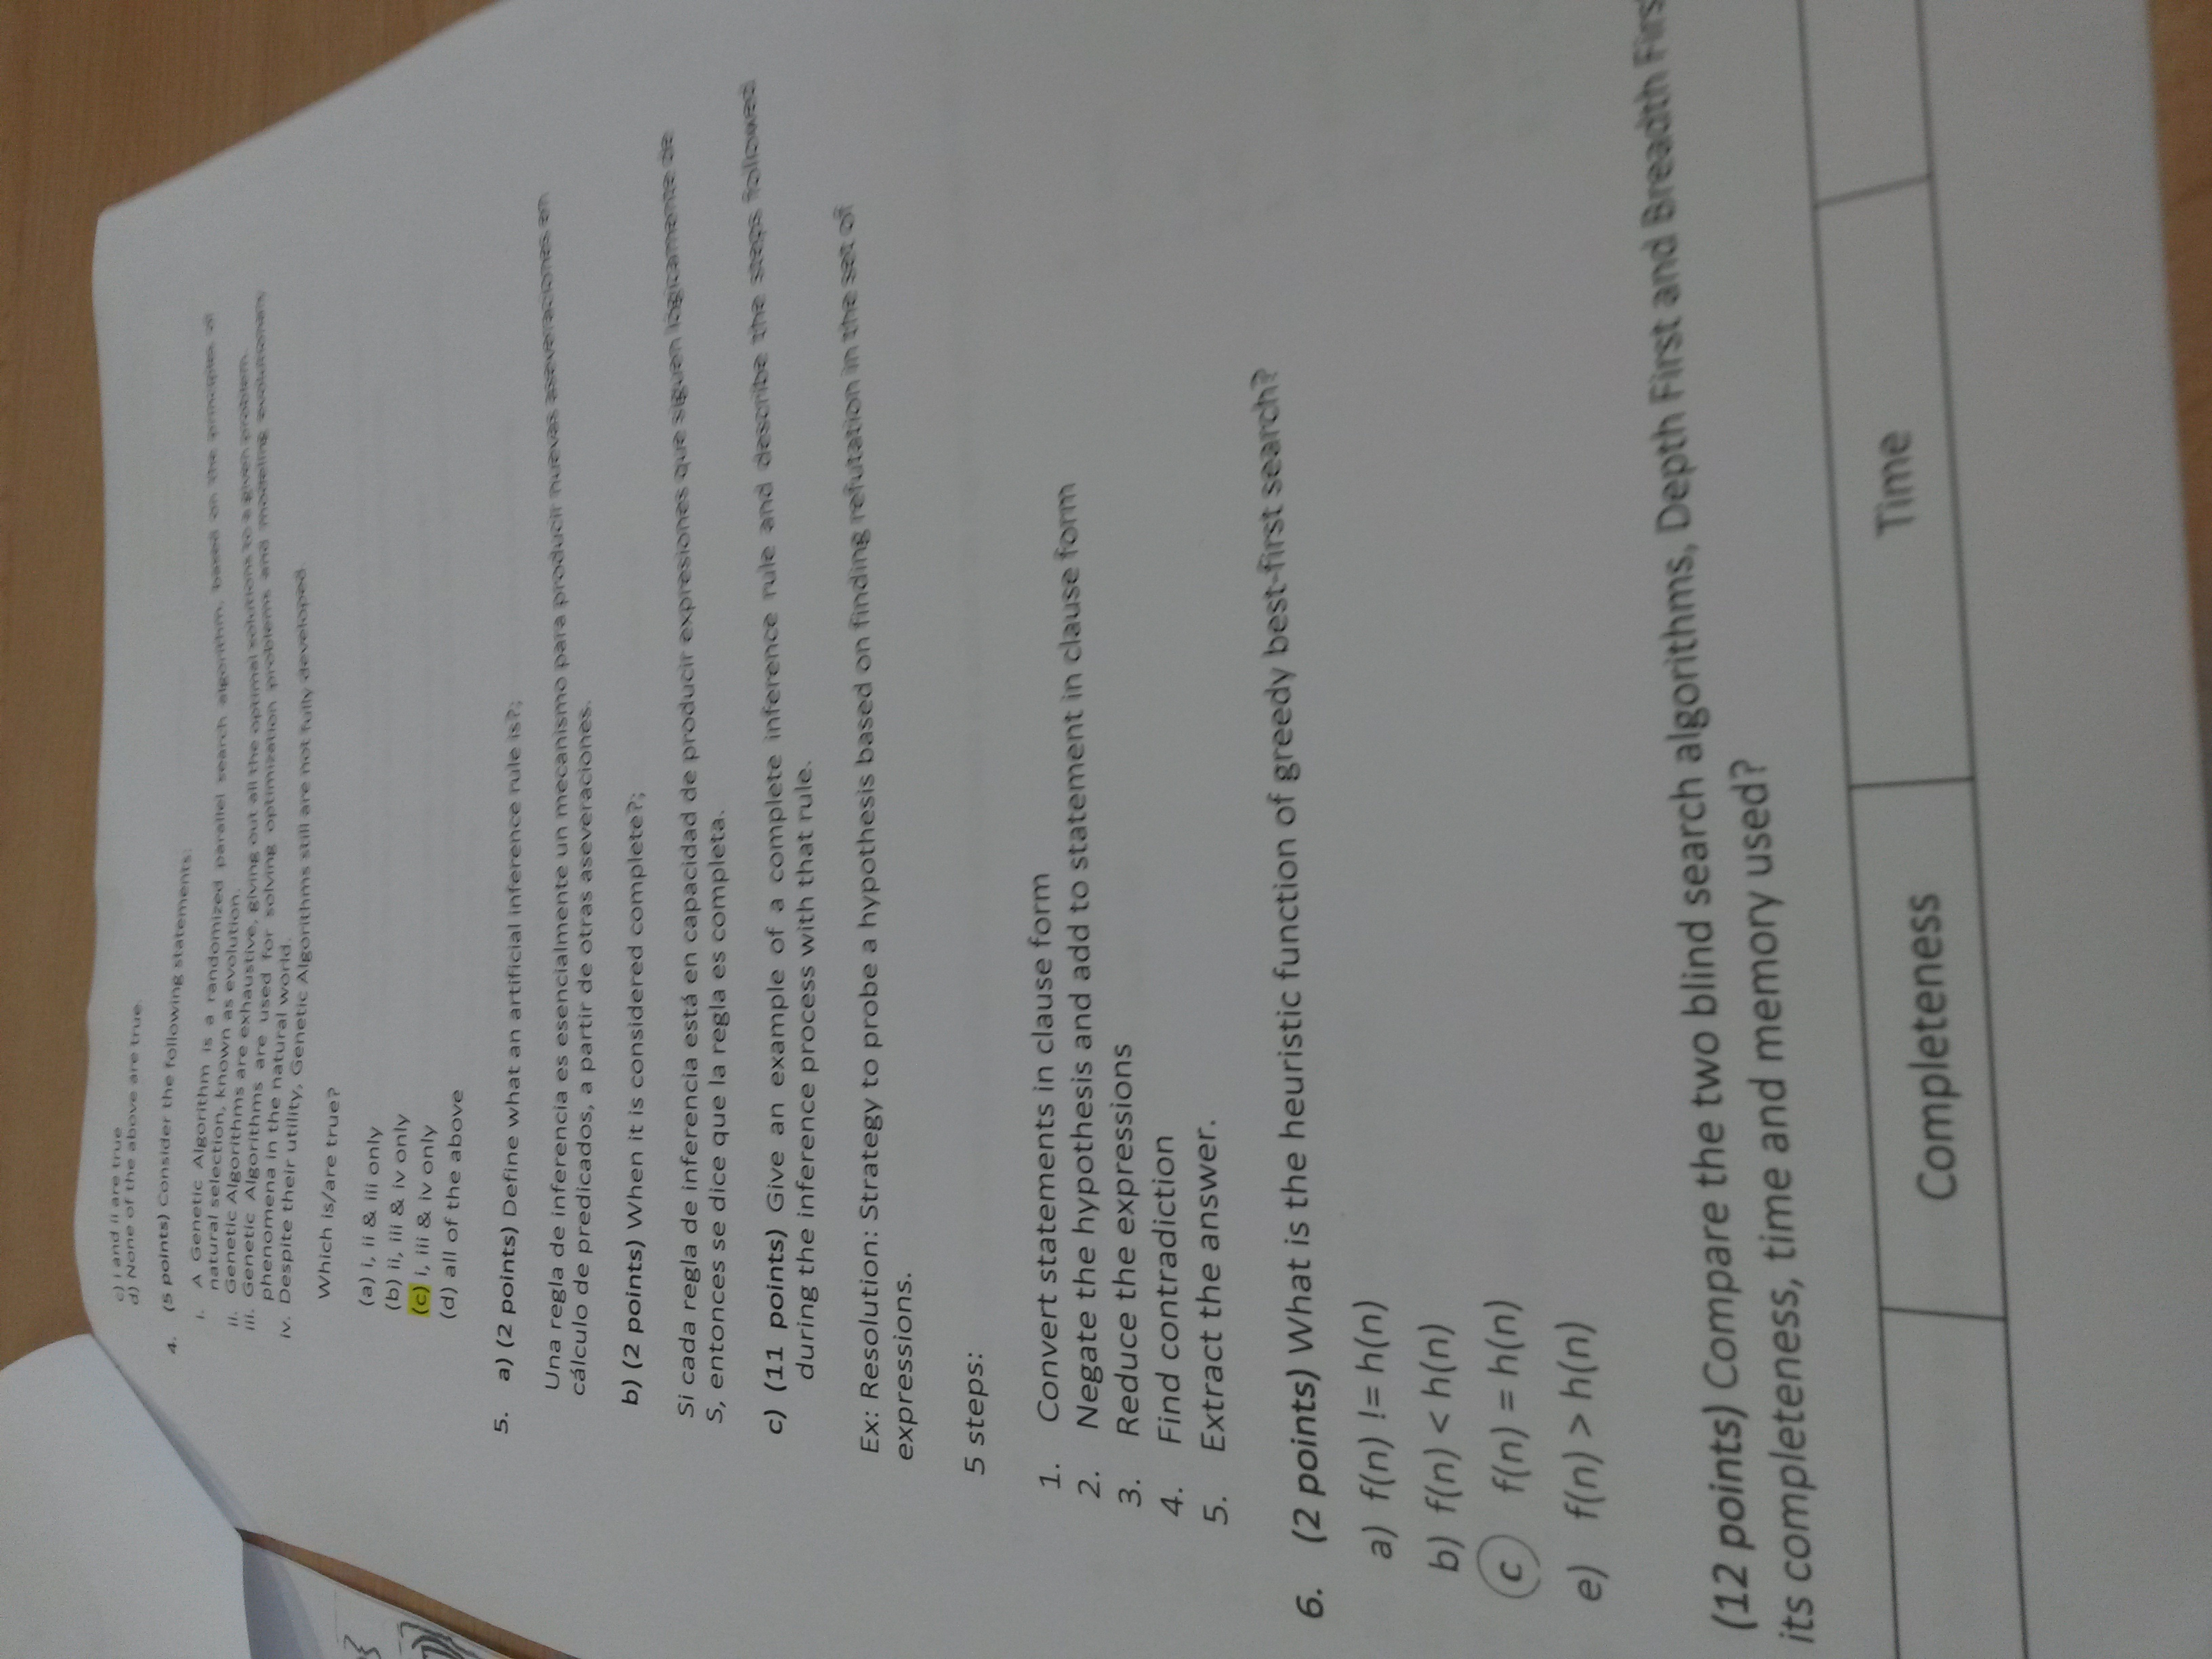 c) i and ii are true
d) None of the above are true.
4. (5 points) Consider the following statements:
i. A Genetic Algorithm is a randomized parallel search algorithm, based on the principles of
natural selection, known as evolution.
ii. Genetic Algorithms are exhaustive, giving out all the optimal solutions to a given problem.
iii. Genetic Algorithms are used for solving optimization problems and modeling evolutionary
phenomena in the natural world.
iv. Despite their utility, Genetic Algorithms still are not fully developed.
Which is/are true?
(a) i, ii & iii only
(b) ii, iii & iv only
(c) i, iii & iv only
(d) all of the above
5. a) (2 points) Define what an artificial inference rule is?;
Una regla de inferencia es esencialmente un mecanismo para producir nuevas aseveraciones en
cálculo de predicados, a partir de otras aseveraciones.
b) (2 points) When it is considered complete?;
Si cada regla de inferencia está en capacidad de producir expresiones que siguen lógicamente de
S, entonces se dice que la regla es completa.
c) (11 points) Give an example of a complete inference rule and describe the steps followed
during the inference process with that rule.
Ex: Resolution: Strategy to probe a hypothesis based on finding refutation in the set of
expressions.
5 steps:
1. Convert statements in clause form
2. Negate the hypothesis and add to statement in clause form
3. Reduce the expressions
4. Find contradiction
5. Extract the answer.
6. (2 points) What is the heuristic function of greedy best-first search?
a) f(n) != h(n)
b) f(n) < h(n)
c f(n) = h(n)
e) f(n) > h(n)
(12 points) Compare the two blind search algorithms, Depth First and Breadth Firs
its completeness, time and memory used?
Completeness Time